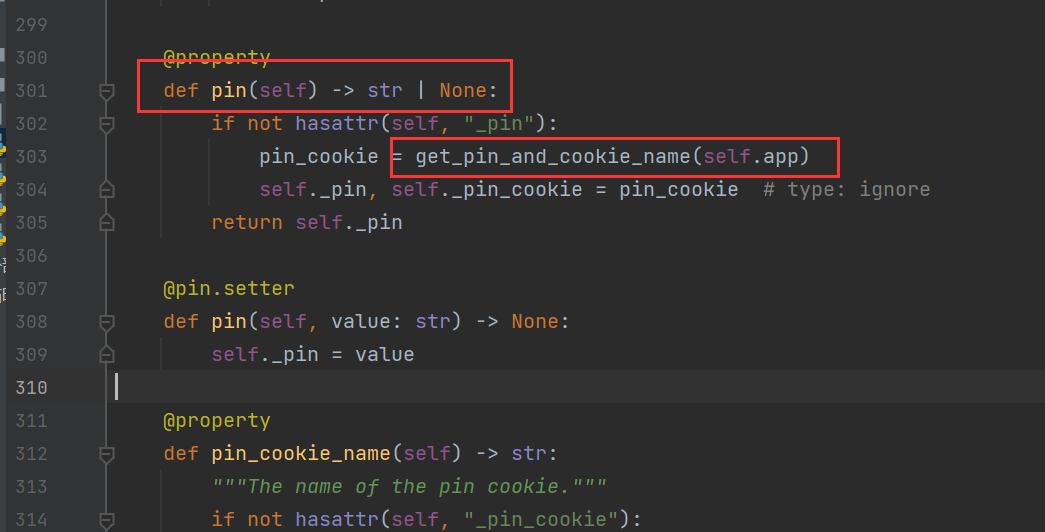 299
300 @property
301 def pin(self) -> str | None:
302 if not hasattr(self, "_pin"):
303 pin_cookie = get_pin_and_cookie_name(self.app)
304 self._pin, self._pin_cookie = pin_cookie # type: ignore
305 return self._pin
306
307 @pin.setter
308 def pin(self, value: str) -> None:
309 self._pin = value
310
311 @property
312 def pin_cookie_name(self) -> str:
313 """The name of the pin cookie."""
314 if not hasattr(self, "_pin_cookie"):